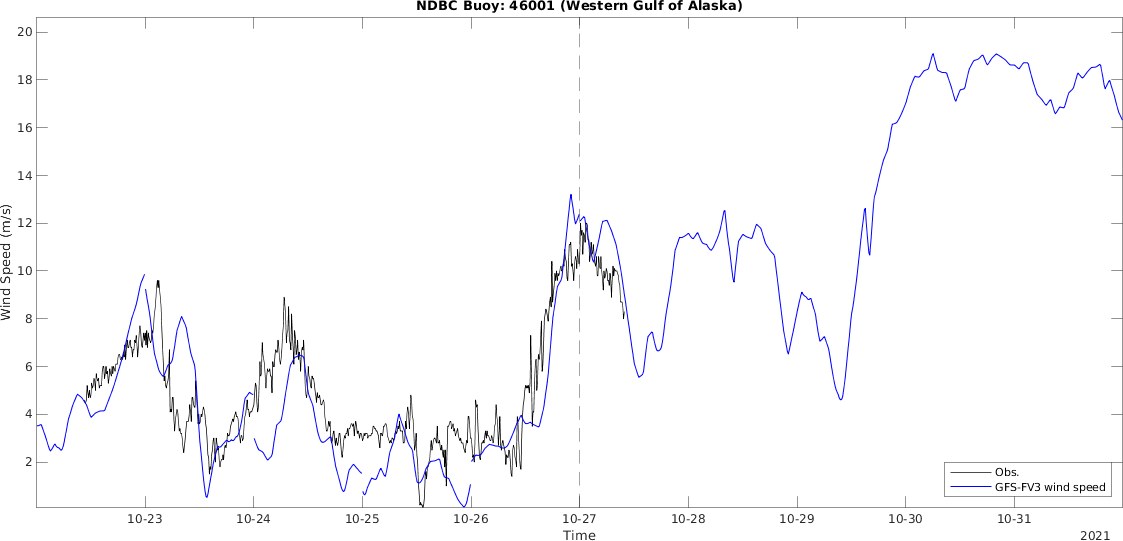 NDBC Buoy: 46001 (Western Gulf of Alaska)
20
18
16
14
12
10
8
6
4
2
Wind Speed (m/s)
Obs.
GFS-FV3 wind speed
10-23 10-24 10-25 10-26 10-27 10-28 10-29 10-30 10-31
Time
2021